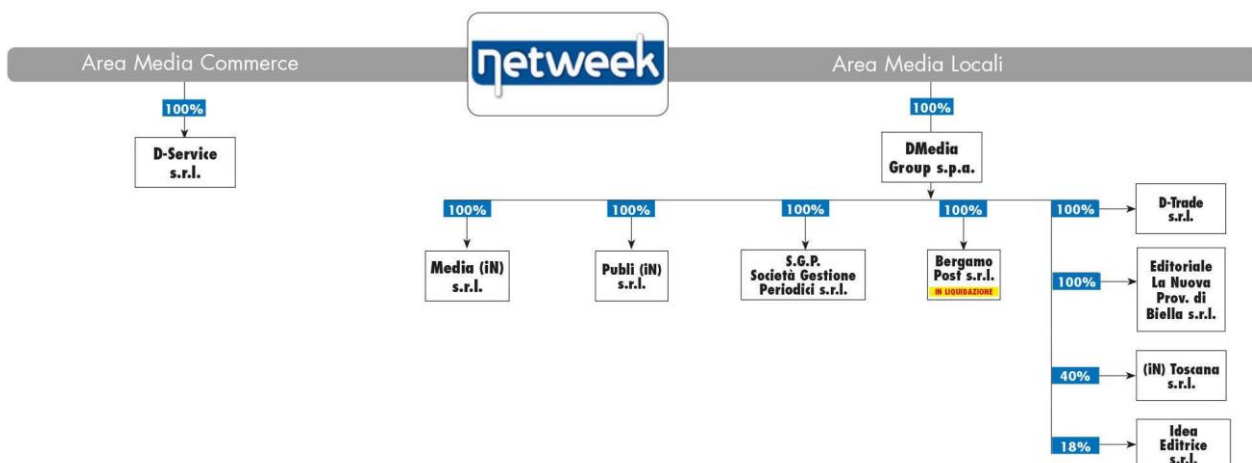 Area Media Commerce
netweek
Area Media Locali
100%
D-Service
s.r.l.
100%
DMedia
Group s.p.a.
100%
Media (iN)
s.r.l.
100%
Publi (iN)
s.r.l.
100%
S.G.P.
Società Gestione
Periodici s.r.l.
100%
Bergamo
Post s.r.l.
IN LIQUIDAZIONE
100%
D-Trade
s.r.l.
100%
Editoriale
La Nuova
Prov. di
Biella s.r.l.
40%
(iN) Toscana
s.r.l.
18%
Idea
Editrice
s.r.l.